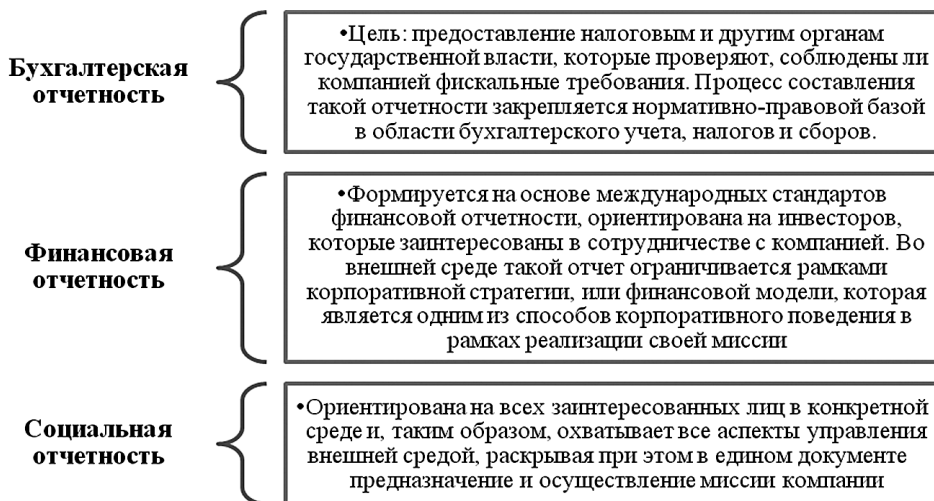 Бухгалтерская
отчетность
•Цель: предоставление налоговым и другим органам
государственной власти, которые проверяют, соблюдены ли
компанией фискальные требования. Процесс составления
такой отчетности закрепляется нормативно-правовой базой
в области бухгалтерского учета, налогов и сборов.
Финансовая
отчетность
•Формируется на основе международных стандартов
финансовой отчетности, ориентирована на инвесторов,
которые заинтересованы в сотрудничестве с компанией. Во
внешней среде такой отчет ограничивается рамками
корпоративной стратегии, или финансовой модели, которая
является одним из способов корпоративного поведения в
рамках реализации своей миссии
Социальная
отчетность
•Ориентирована на всех заинтересованных лиц в конкретной
среде и, таким образом, охватывает все аспекты управления
внешней средой, раскрывая при этом в едином документе
предназначение и осуществление миссии компании